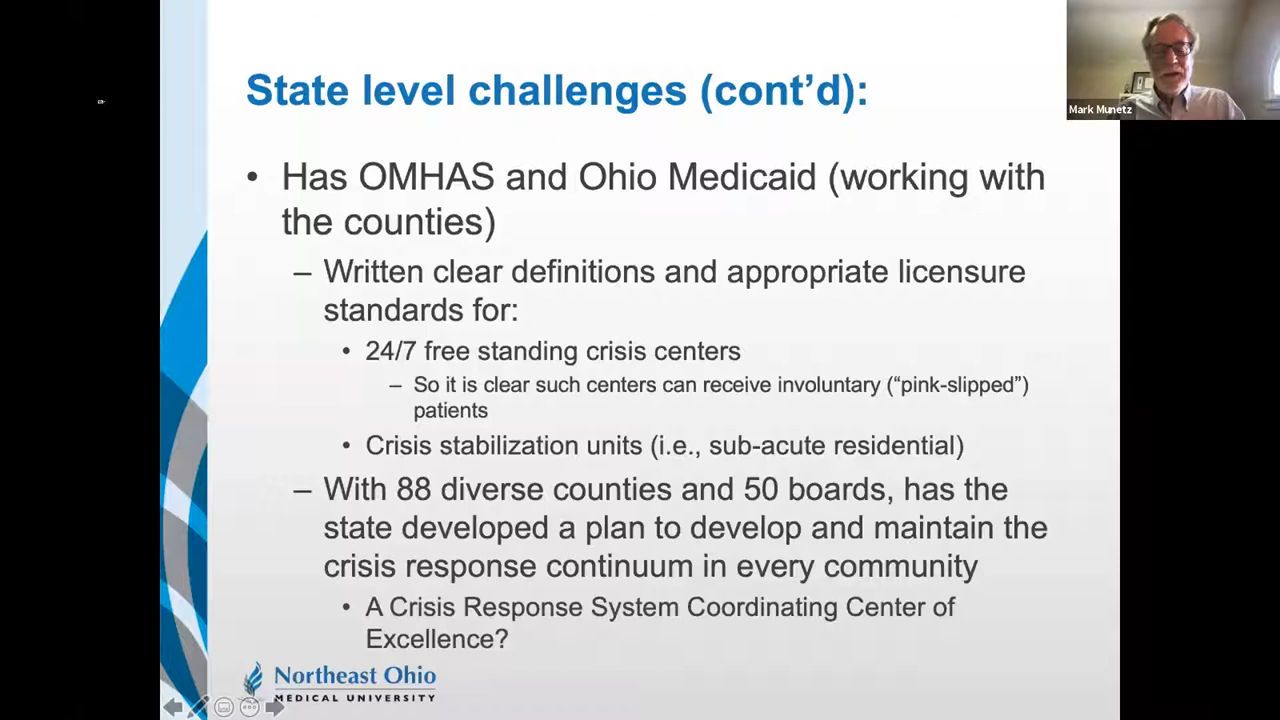 State level challenges (cont’d):
Mark Munetz
• Has OMHAS and Ohio Medicaid (working with
the counties)
– Written clear definitions and appropriate licensure
standards for:
• 24/7 free standing crisis centers
– So it is clear such centers can receive involuntary (“pink-slipped”)
patients
• Crisis stabilization units (i.e., sub-acute residential)
– With 88 diverse counties and 50 boards, has the
state developed a plan to develop and maintain the
crisis response continuum in every community
• A Crisis Response System Coordinating Center of
Excellence?
Northeast Ohio
MEDICAL UNIVERSITY